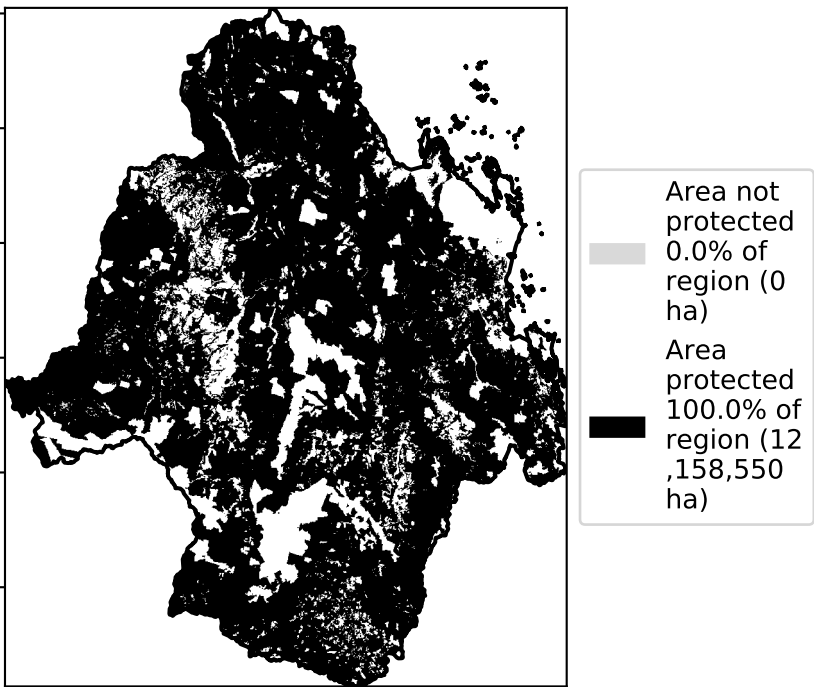 Area not
protected
0.0% of
region (0
ha)
Area
protected
100.0% of
region (12
,158,550
ha)